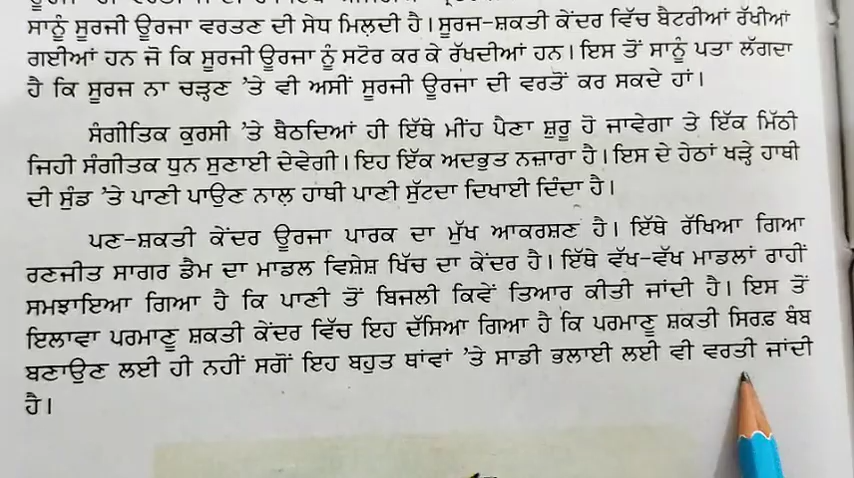 ਸਾਨੂੰ ਸੂਰਜੀ ਊਰਜਾ ਵਰਤਣ ਦੀ ਸੇਧ ਮਿਲ਼ਦੀ ਹੈ। ਸੂਰਜ-ਸ਼ਕਤੀ ਕੇਂਦਰ ਵਿੱਚ ਬੈਟਰੀਆਂ ਰੱਖੀਆਂ
ਗਈਆਂ ਹਨ ਜੋ ਕਿ ਸੂਰਜੀ ਊਰਜਾ ਨੂੰ ਸਟੋਰ ਕਰ ਕੇ ਰੱਖਦੀਆਂ ਹਨ। ਇਸ ਤੋਂ ਸਾਨੂੰ ਪਤਾ ਲੱਗਦਾ
ਹੈ ਕਿ ਸੂਰਜ ਨਾ ਚੜ੍ਹਣ ’ਤੇ ਵੀ ਅਸੀਂ ਸੂਰਜੀ ਊਰਜਾ ਦੀ ਵਰਤੋਂ ਕਰ ਸਕਦੇ ਹਾਂ।
ਸੰਗੀਤਿਕ ਕੁਰਸੀ ’ਤੇ ਬੈਠਦਿਆਂ ਹੀ ਇੱਥੇ ਮੀਂਹ ਪੈਣਾ ਸ਼ੁਰੂ ਹੋ ਜਾਵੇਗਾ ਤੇ ਇੱਕ ਮਿੱਠੀ
ਜਿਹੀ ਸੰਗੀਤਕ ਧੁਨ ਸੁਣਾਈ ਦੇਵੇਗੀ। ਇਹ ਇੱਕ ਅਦਭੁਤ ਨਜ਼ਾਰਾ ਹੈ। ਇਸ ਦੇ ਹੇਠਾਂ ਖੜ੍ਹੇ ਹਾਥੀ
ਦੀ ਸੁੰਡ ’ਤੇ ਪਾਣੀ ਪਾਉਣ ਨਾਲ਼ ਹਾਥੀ ਪਾਣੀ ਸੁੱਟਦਾ ਦਿਖਾਈ ਦਿੰਦਾ ਹੈ।
ਪਣ-ਸ਼ਕਤੀ ਕੇਂਦਰ ਊਰਜਾ ਪਾਰਕ ਦਾ ਮੁੱਖ ਆਕਰਸ਼ਣ ਹੈ। ਇੱਥੇ ਰੱਖਿਆ ਗਿਆ
ਰਣਜੀਤ ਸਾਗਰ ਡੈਮ ਦਾ ਮਾਡਲ ਵਿਸ਼ੇਸ਼ ਖਿੱਚ ਦਾ ਕੇਂਦਰ ਹੈ। ਇੱਥੇ ਵੱਖ-ਵੱਖ ਮਾਡਲਾਂ ਰਾਹੀਂ
ਸਮਝਾਇਆ ਗਿਆ ਹੈ ਕਿ ਪਾਣੀ ਤੋਂ ਬਿਜਲੀ ਕਿਵੇਂ ਤਿਆਰ ਕੀਤੀ ਜਾਂਦੀ ਹੈ। ਇਸ ਤੋਂ
ਇਲਾਵਾ ਪਰਮਾਣੂ ਸ਼ਕਤੀ ਕੇਂਦਰ ਵਿੱਚ ਇਹ ਦੱਸਿਆ ਗਿਆ ਹੈ ਕਿ ਪਰਮਾਣੂ ਸ਼ਕਤੀ ਸਿਰਫ਼ ਬੰਬ
ਬਣਾਉਣ ਲਈ ਹੀ ਨਹੀਂ ਸਗੋਂ ਇਹ ਬਹੁਤ ਥਾਂਵਾਂ ’ਤੇ ਸਾਡੀ ਭਲਾਈ ਲਈ ਵੀ ਵਰਤੀ ਜਾਂਦੀ
ਹੈ।